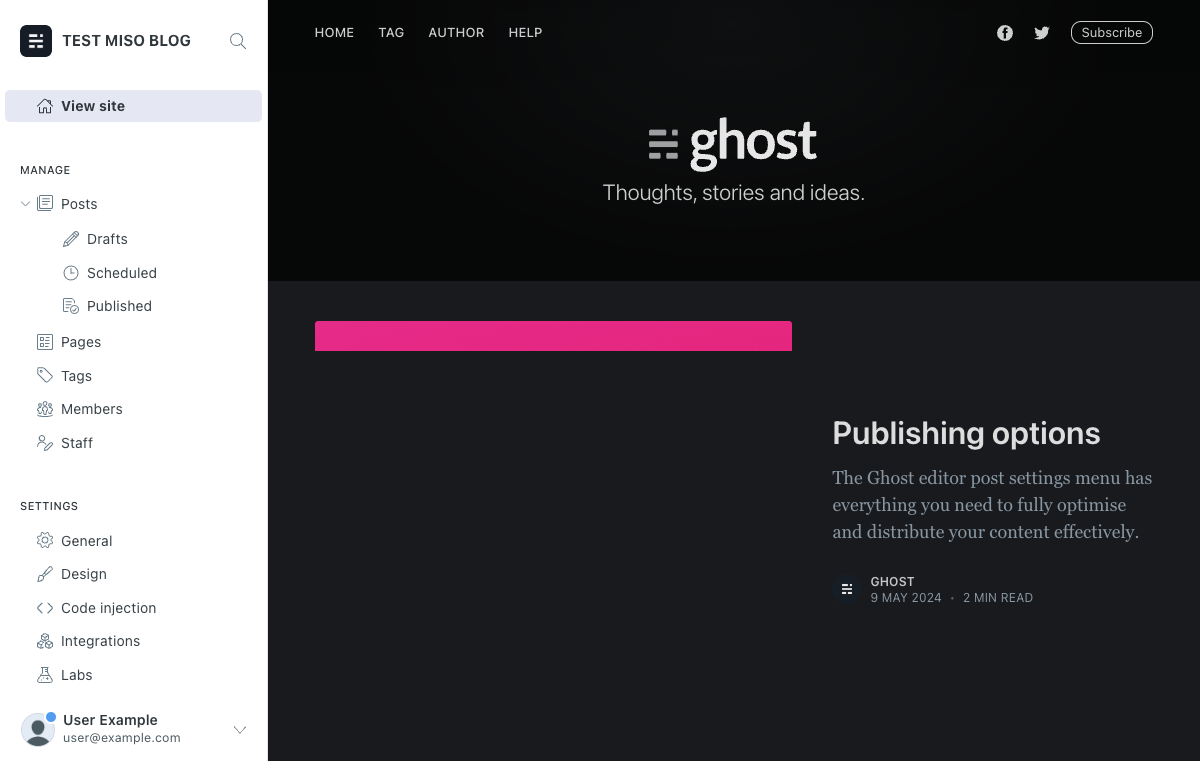 TEST MISO BLOG
View site
MANAGE
Posts
Drafts
Scheduled
Published
Pages
Tags
Members
Staff
SETTINGS
General
Design
Code injection
Integrations
Labs
User Example
user@example.com
HOME TAG AUTHOR HELP Subscribe
ghost
Thoughts, stories and ideas.
Publishing options
The Ghost editor post settings menu has
everything you need to fully optimise
and distribute your content effectively.
GHOST
9 MAY 2024 • 2 MIN READ